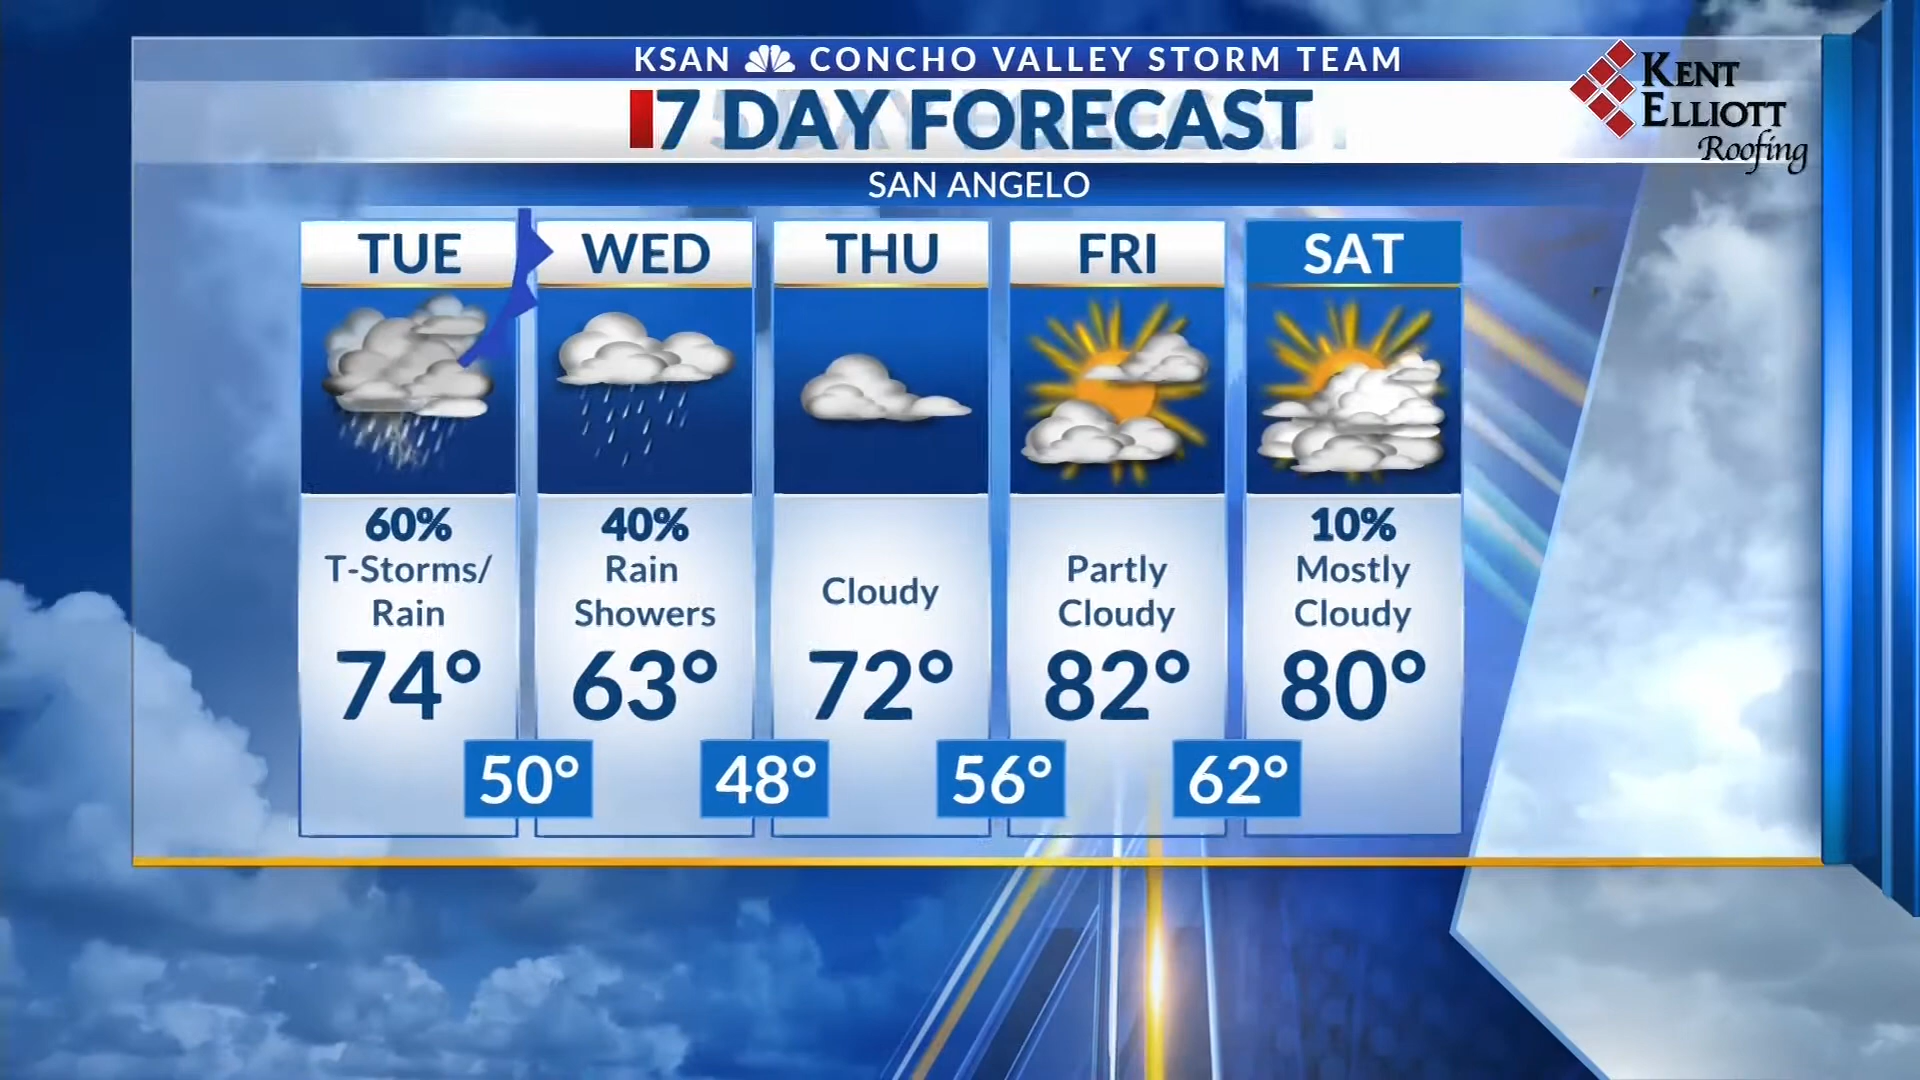 KSAN CONCHO VALLEY STORM TEAM
7 DAY FORECAST
KENT
ELLIOTT
Roofing
SAN ANGELO
TUE WED THU FRI SAT
60% 40% 10%
T-Storms/ Rain Cloudy Partly Mostly
Rain Showers Cloudy Cloudy
74° 63° 72° 82° 80°
50° 48° 56° 62°